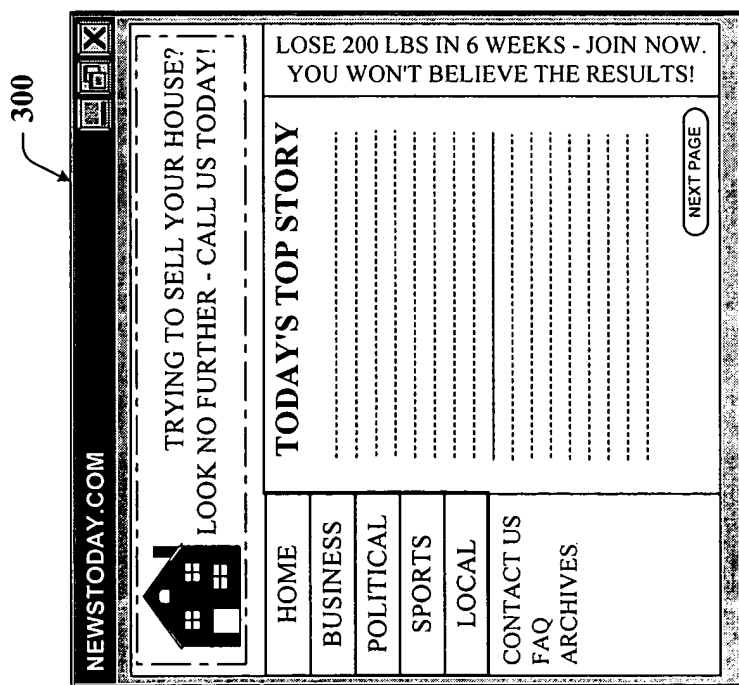 300
NEWSTODAY.COM
TRYING TO SELL YOUR HOUSE?
LOOK NO FURTHER - CALL US TODAY!
HOME
BUSINESS
POLITICAL
SPORTS
LOCAL
CONTACT US
FAQ
ARCHIVES
TODAY'S TOP STORY
NEXT PAGE
LOSE 200 LBS IN 6 WEEKS - JOIN NOW.
YOU WON'T BELIEVE THE RESULTS!